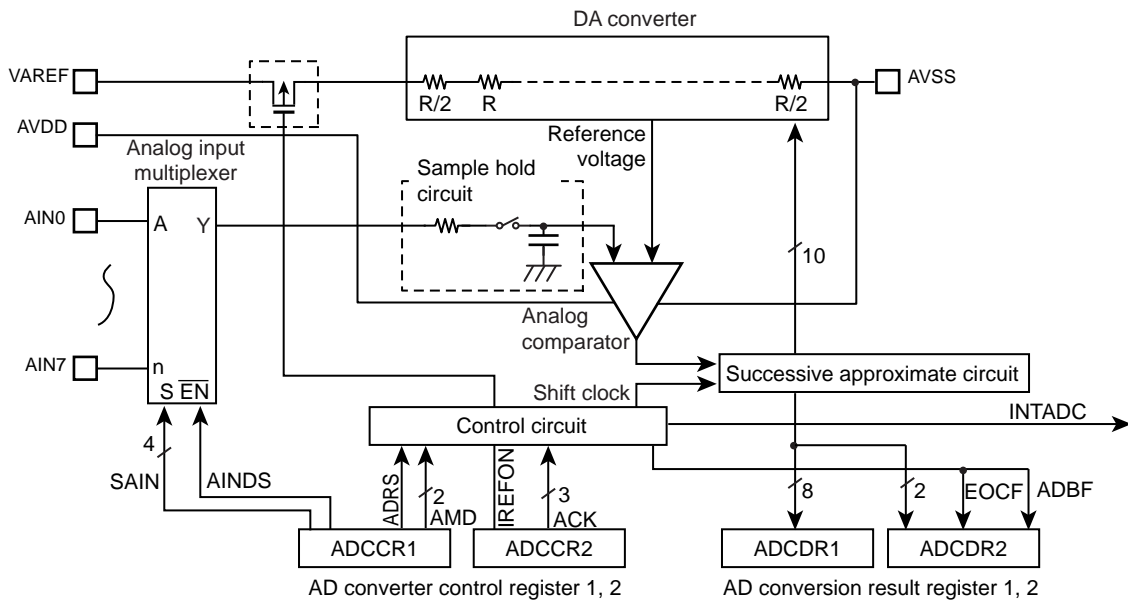 DA converter
VAREF
AVSS
R/2
R
R/2
AVDD
Reference
voltage
Analog input
multiplexer
Sample hold
circuit
AIN0
A
Y
10
Analog
comparator
AIN7
n
S EN
Successive approximate circuit
Shift clock
INTADC
Control circuit
4
SAIN
AINDS
ADRS
2
AMD
IREFON
3
ACK
8
2
EOCF
ADBF
ADCCR1
ADCCR2
ADCDR1
ADCDR2
AD converter control register 1, 2
AD conversion result register 1, 2